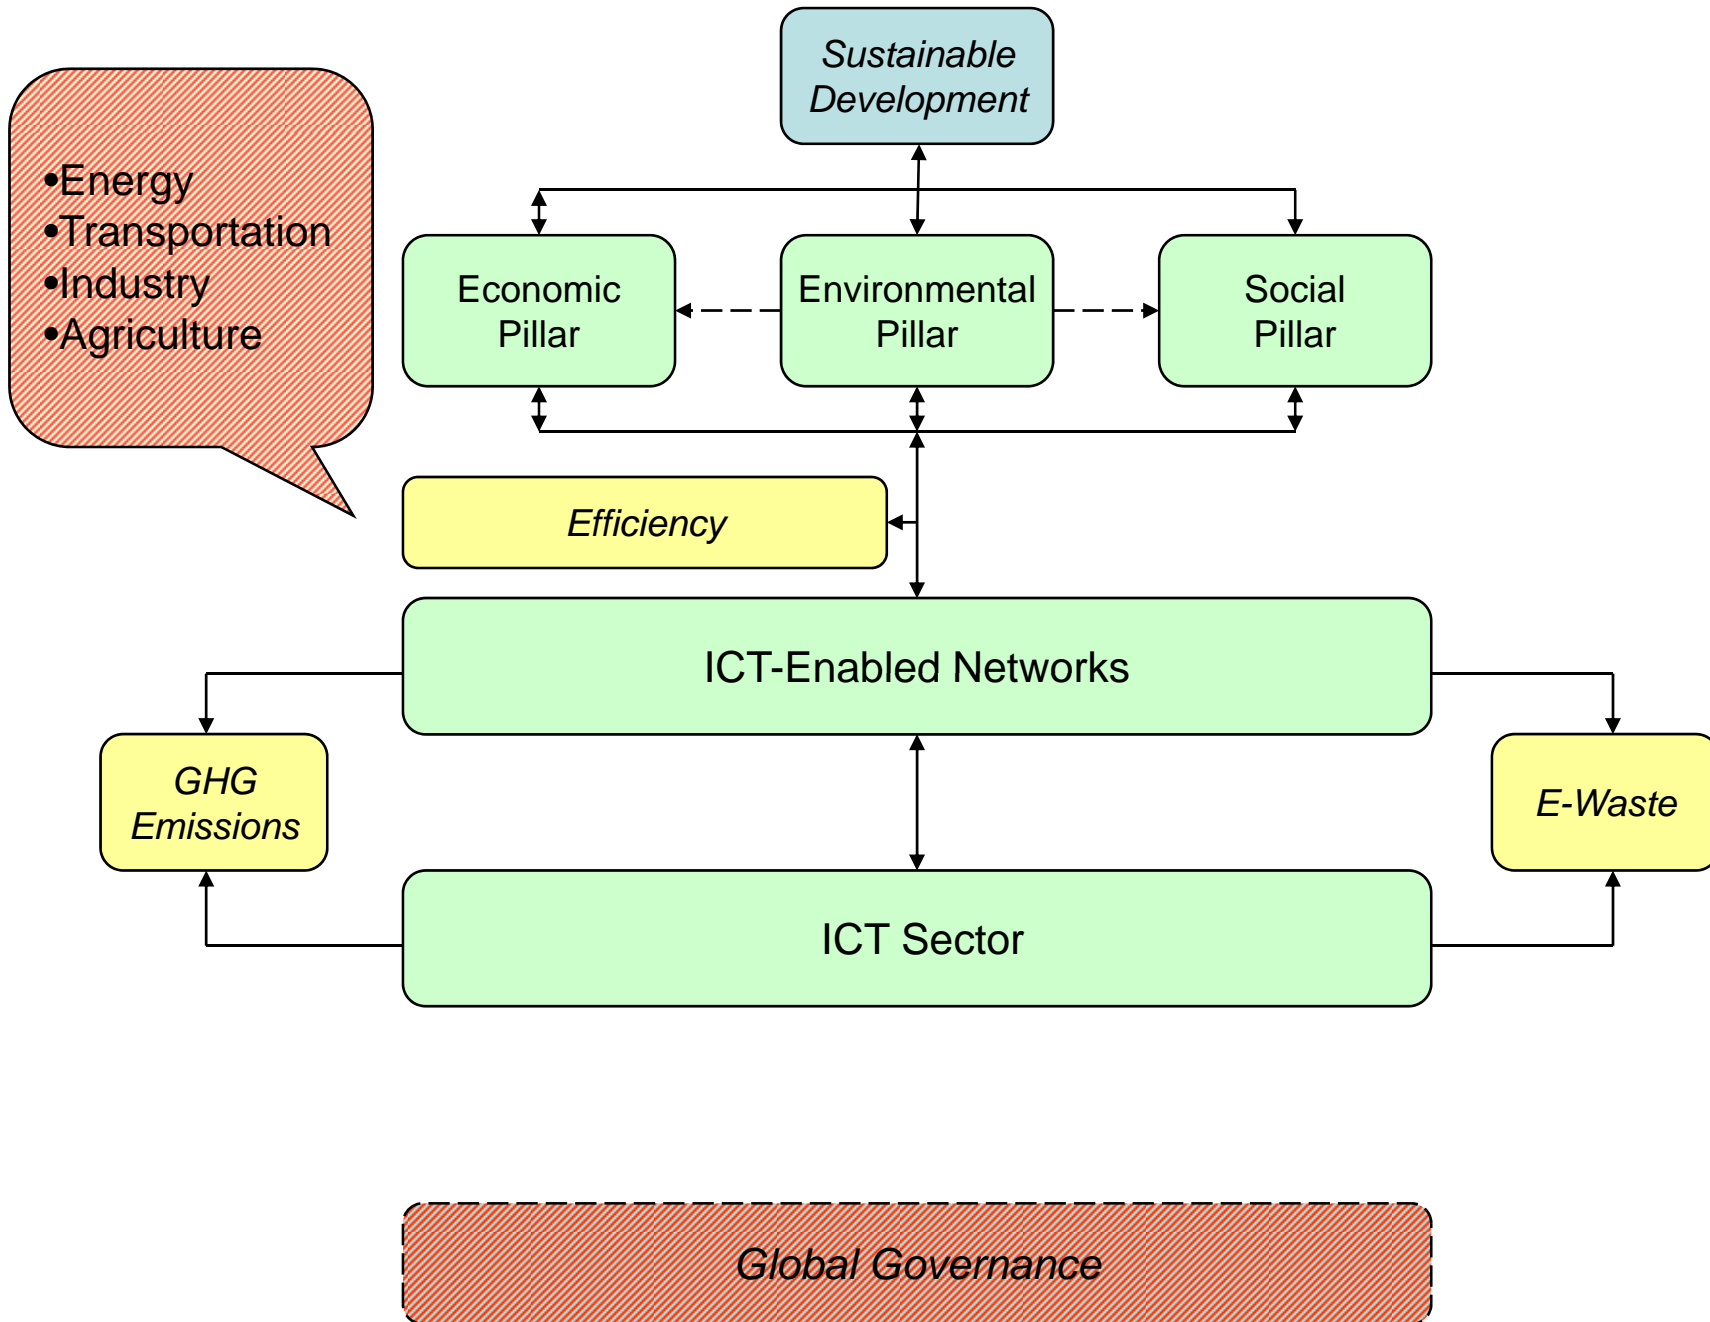 Sustainable
Development
•Energy
•Transportation
•Industry
•Agriculture
Economic
Pillar
Environmental
Pillar
Social
Pillar
Efficiency
ICT-Enabled Networks
GHG
Emissions
E-Waste
ICT Sector
Global Governance